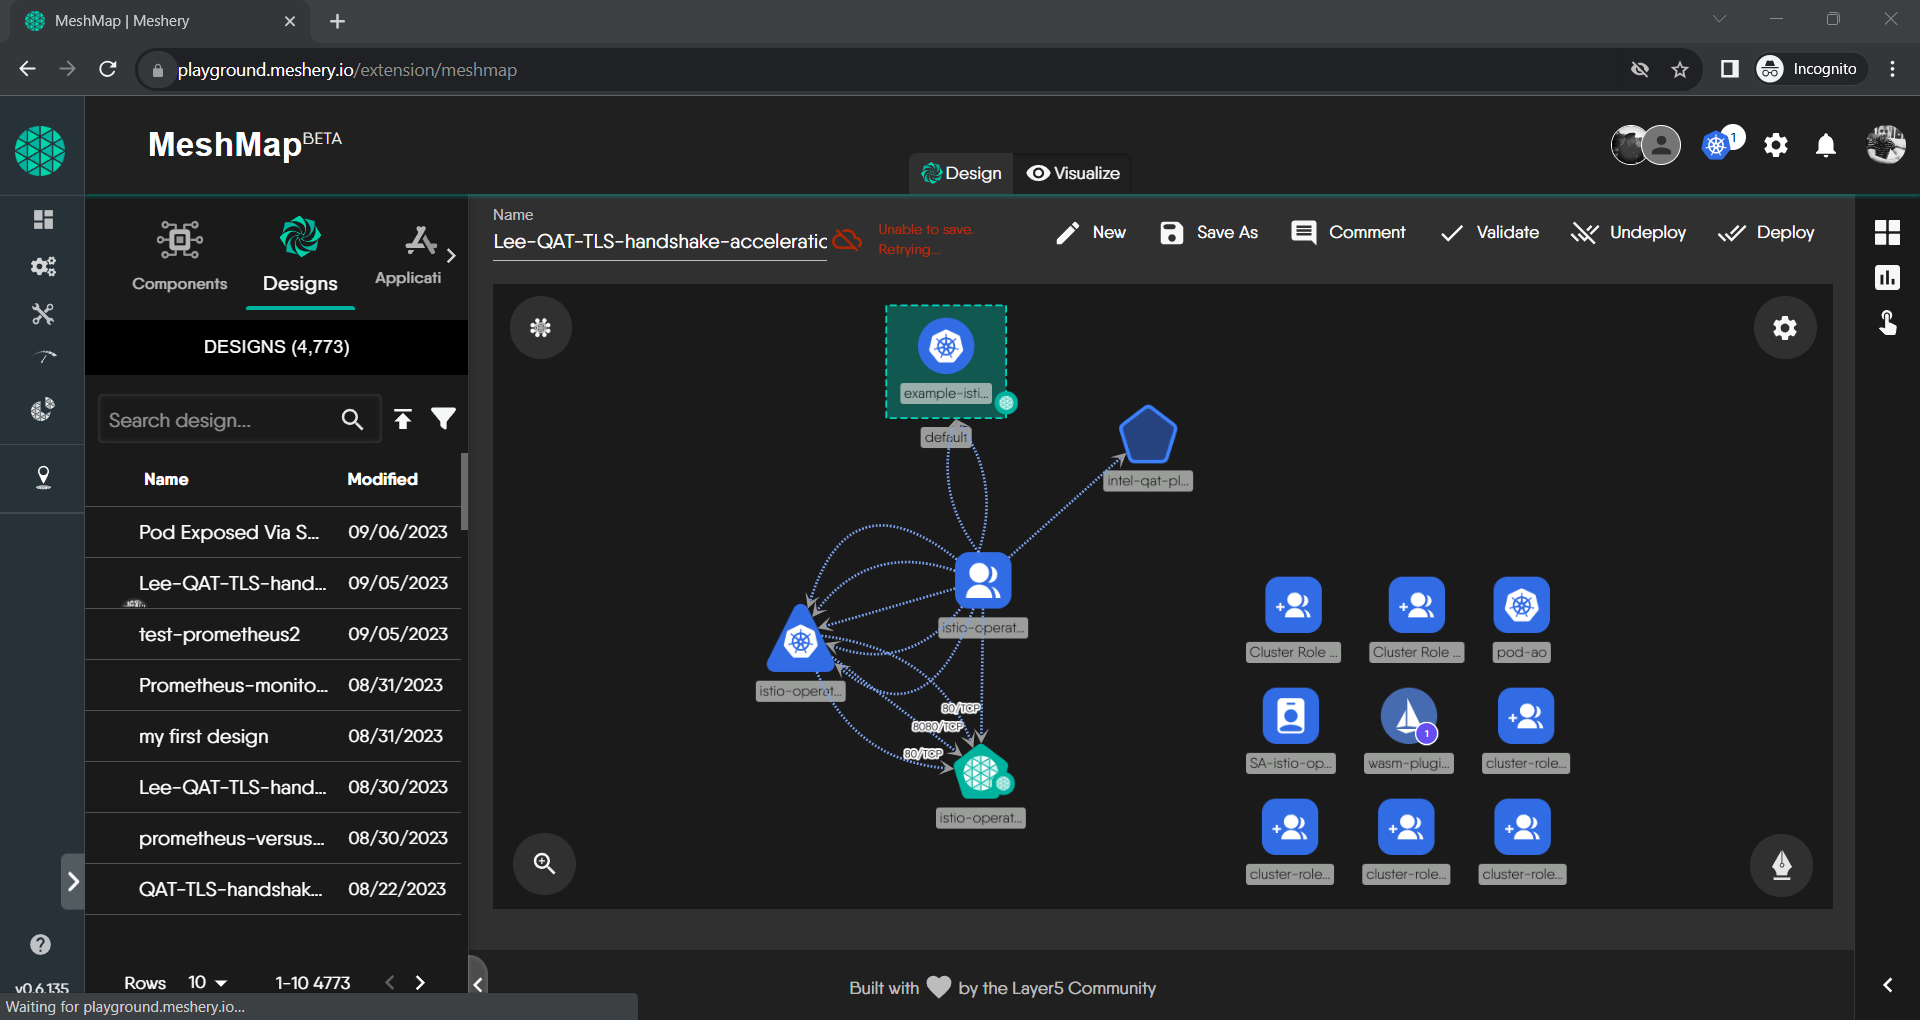 MeshMap | Meshery
playground.meshery.io/extension/meshmap
Incognito
MeshMap BETA
1
Design
Visualize
Components
Designs
Applicati
Name
Lee-QAT-TLS-handshake-acceleratic
Unable to save.
Retrying...
New
Save As
Comment
Validate
Undeploy
Deploy
DESIGNS (4,773)
Search design...
Name Modified
Pod Exposed Via S... 09/06/2023
Lee-QAT-TLS-hand... 09/05/2023
test-prometheus2 09/05/2023
Prometheus-monito... 08/31/2023
my first design 08/31/2023
Lee-QAT-TLS-hand... 08/30/2023
prometheus-versus... 08/30/2023
QAT-TLS-handshak... 08/22/2023
Rows 10 1-10 4773
v0.6.135
Waiting for playground.meshery.io...
example-isti...
default
intel-qat-pl...
istio-operat...
istio-operat...
80/TCP
8080/TCP
80/TCP
istio-operat...
Cluster Role ...
Cluster Role ...
pod-ao
SA-istio-op...
1
wasm-plugi...
cluster-role...
cluster-role...
cluster-role...
cluster-role...
Built with by the Layer5 Community